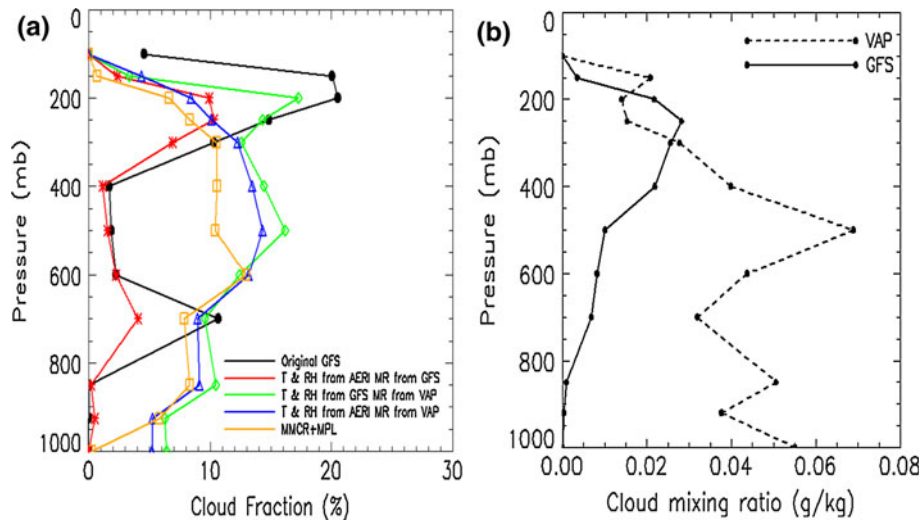 (a)
0
200
400
600
800
1000
Pressure (mb)
0
10
20
30
Cloud Fraction (%)
Original GFS
T & RH from AERI MR from GFS
T & RH from GFS MR from VAP
T & RH from AERI MR from VAP
MMCR+MPL
(b)
0
200
400
600
800
1000
Pressure (mb)
0.00
0.02
0.04
0.06
0.08
Cloud mixing ratio (g/kg)
VAP
GFS